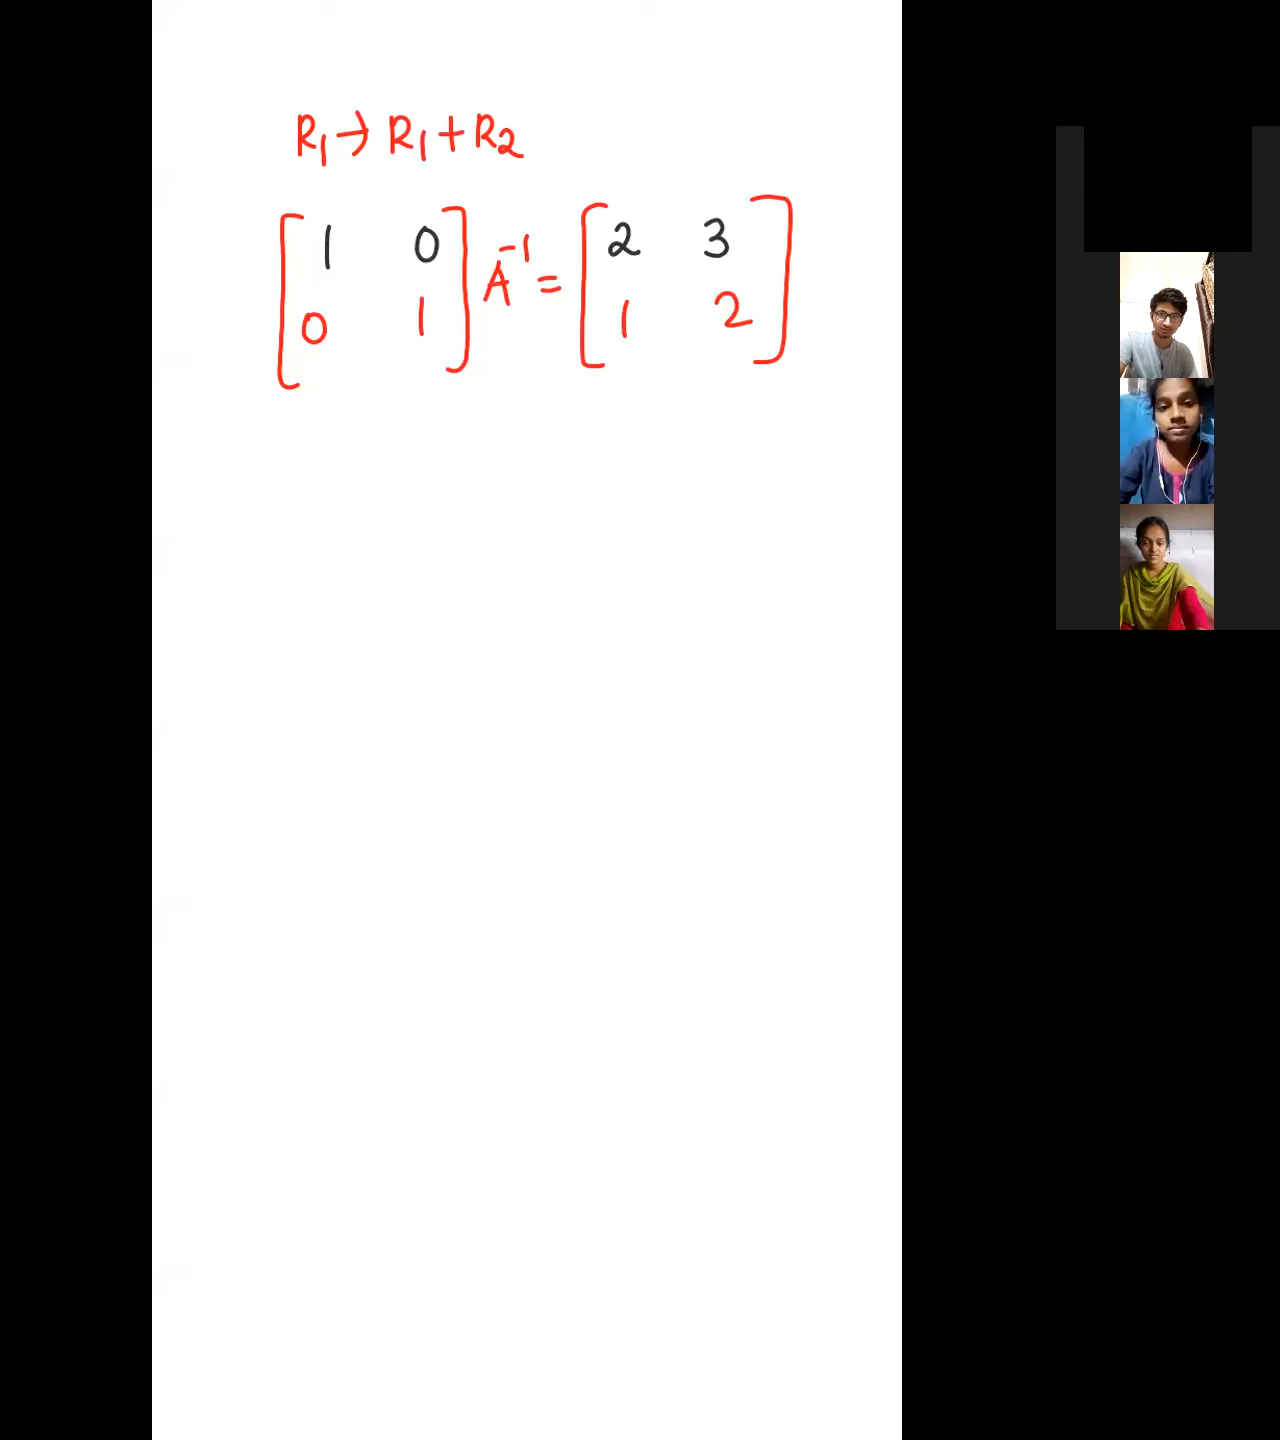 R₁ → R₁ + R₂
[1 0] A⁻¹ = [2 3]
[0 1] [1 2]